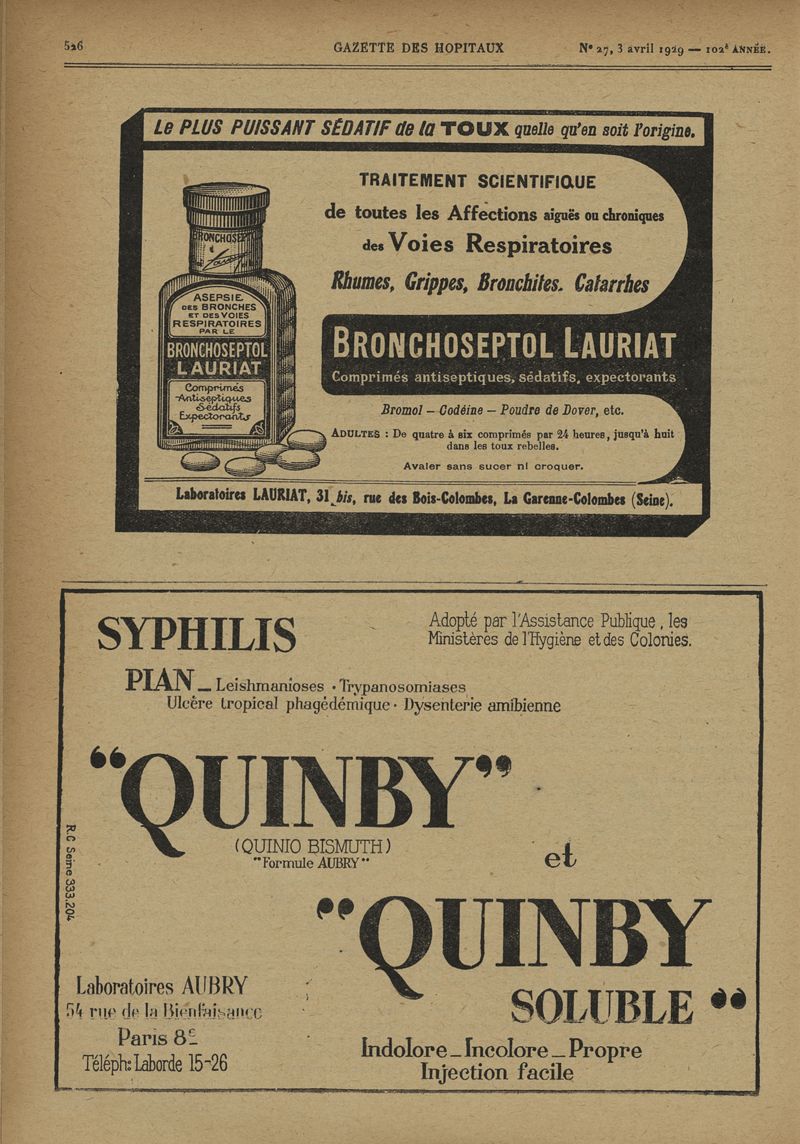 526
GAZETTE DES HOPITAUX
N° 27, 3 avril 1929 — 102e ANNÉE.
Le PLUS PUISSANT SÉDATIF de la TOUX quelle qu'en soit l'origine.
TRAITEMENT SCIENTIFIQUE
de toutes les Affections aiguës ou chroniques
des Voies Respiratoires
Rhumes, Grippes, Bronchites. Catarrhes
BRONCHOSEPTOL LAURIAT
Comprimés antiseptiques, sédatifs, expectorants
Bromol — Codéine — Poudre de Dover, etc.
ADULTES : De quatre à six comprimés par 24 heures, jusqu'à huit
dans les toux rebelles.
Avaler sans sucer ni croquer.
ASEPSIE
DES BRONCHES
ET DES VOIES
RESPIRATOIRES
PAR LE
BRONCHOSEPTOL
LAURIAT
Comprimés
Antiseptiques
Sédatifs
Expectorants
Laboratoires LAURIAT, 31 bis, rue des Bois-Colombes, La Garenne-Colombes (Seine).
SYPHILIS
Adopté par l'Assistance Publique, les
Ministères de l'Hygiène et des Colonies.
PIAN — Leishmanioses · Trypanosomiases
Ulcère tropical phagédémique · Dysenterie amibienne
"QUINBY"
(QUINIO BISMUTH)
"Formule AUBRY"
et
"QUINBY
SOLUBLE"
R.C Seine 333.204
Laboratoires AUBRY
54 rue de la Bienfaisance
Paris 8e
Téléph: Laborde 15-26
Indolore — Incolore — Propre
Injection facile